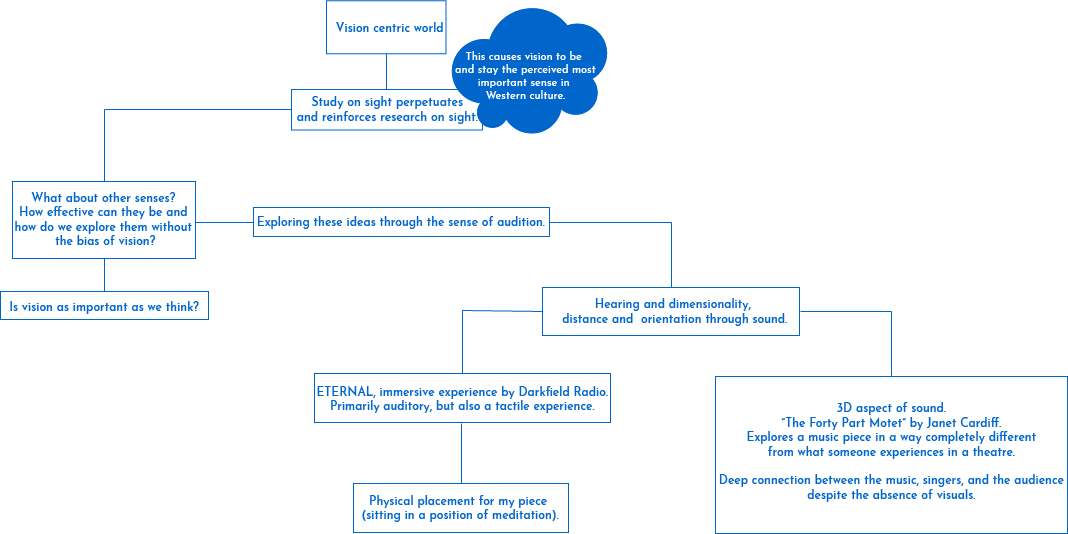 Vision centric world
This causes vision to be
and stay the perceived most
important sense in
Western culture.
Study on sight perpetuates
and reinforces research on sight.
What about other senses?
How effective can they be and
how do we explore them without
the bias of vision?
Exploring these ideas through the sense of audition.
Is vision as important as we think?
Hearing and dimensionality,
distance and orientation through sound.
ETERNAL, immersive experience by Darkfield Radio.
Primarily auditory, but also a tactile experience.
3D aspect of sound.
"The Forty Part Motet" by Janet Cardiff.
Explores a music piece in a way completely different
from what someone experiences in a theatre.
Deep connection between the music, singers, and the audience
despite the absence of visuals.
Physical placement for my piece
(sitting in a position of meditation).